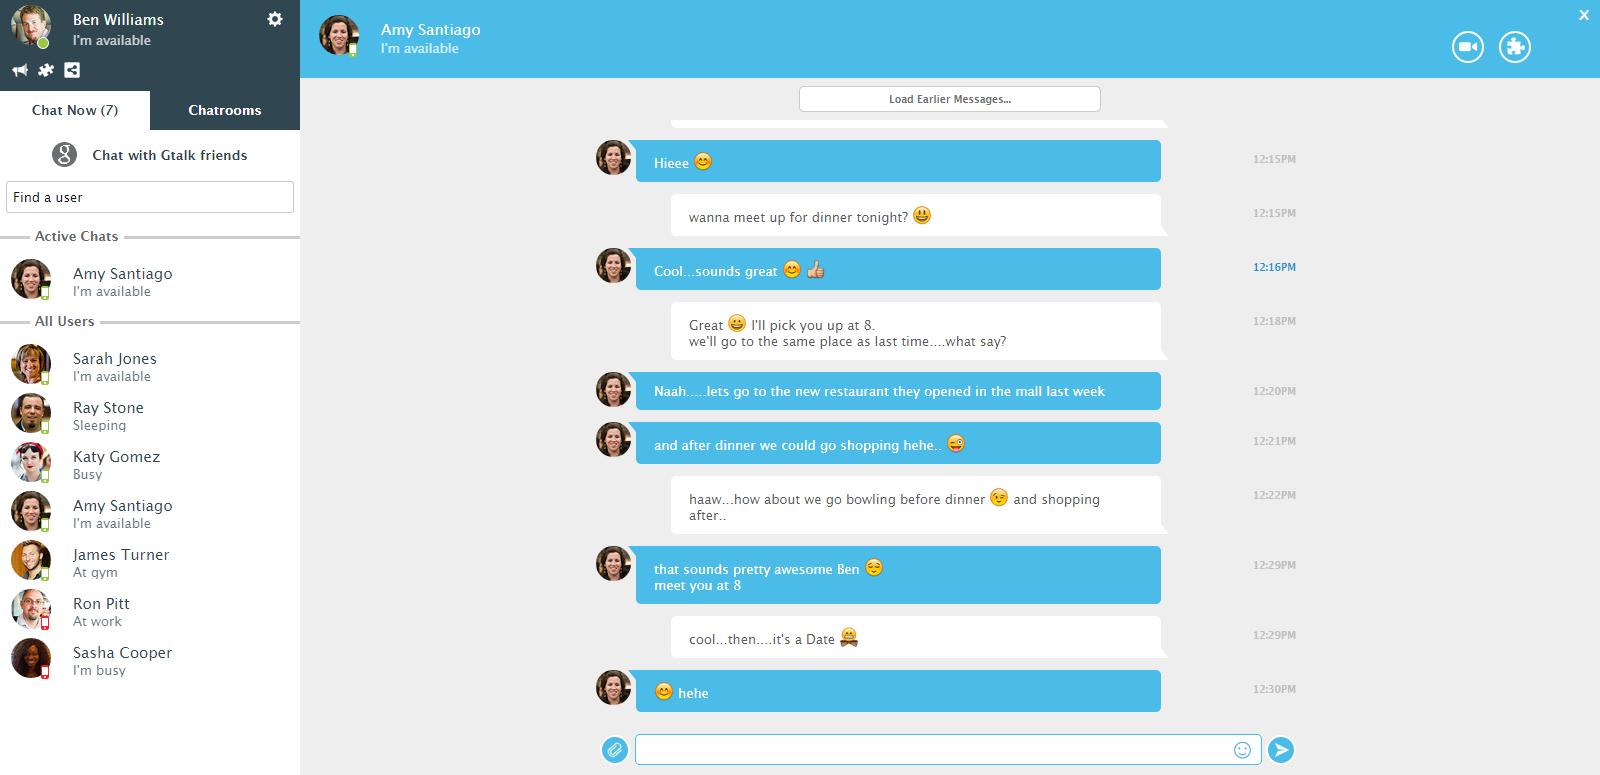 Ben Williams
I'm available
Chat Now (7)
Chatrooms
g
Chat with Gtalk friends
Find a user
Active Chats
Amy Santiago
I'm available
All Users
Sarah Jones
I'm available
Ray Stone
Sleeping
Katy Gomez
Busy
Amy Santiago
I'm available
James Turner
At gym
Ron Pitt
At work
Sasha Cooper
I'm busy
Amy Santiago
I'm available
X
Load Earlier Messages...
Hieee 😊
12:15PM
wanna meet up for dinner tonight? 😃
12:15PM
Cool...sounds great 😊 👍
12:16PM
Great 😀 I'll pick you up at 8.
we'll go to the same place as last time....what say?
12:18PM
Naah.....lets go to the new restaurant they opened in the mall last week
12:20PM
and after dinner we could go shopping hehe.. 😜
12:21PM
haaw...how about we go bowling before dinner 😉 and shopping
after..
12:22PM
that sounds pretty awesome Ben 😌
meet you at 8
12:29PM
cool...then....it's a Date
12:29PM
😊 hehe
12:30PM